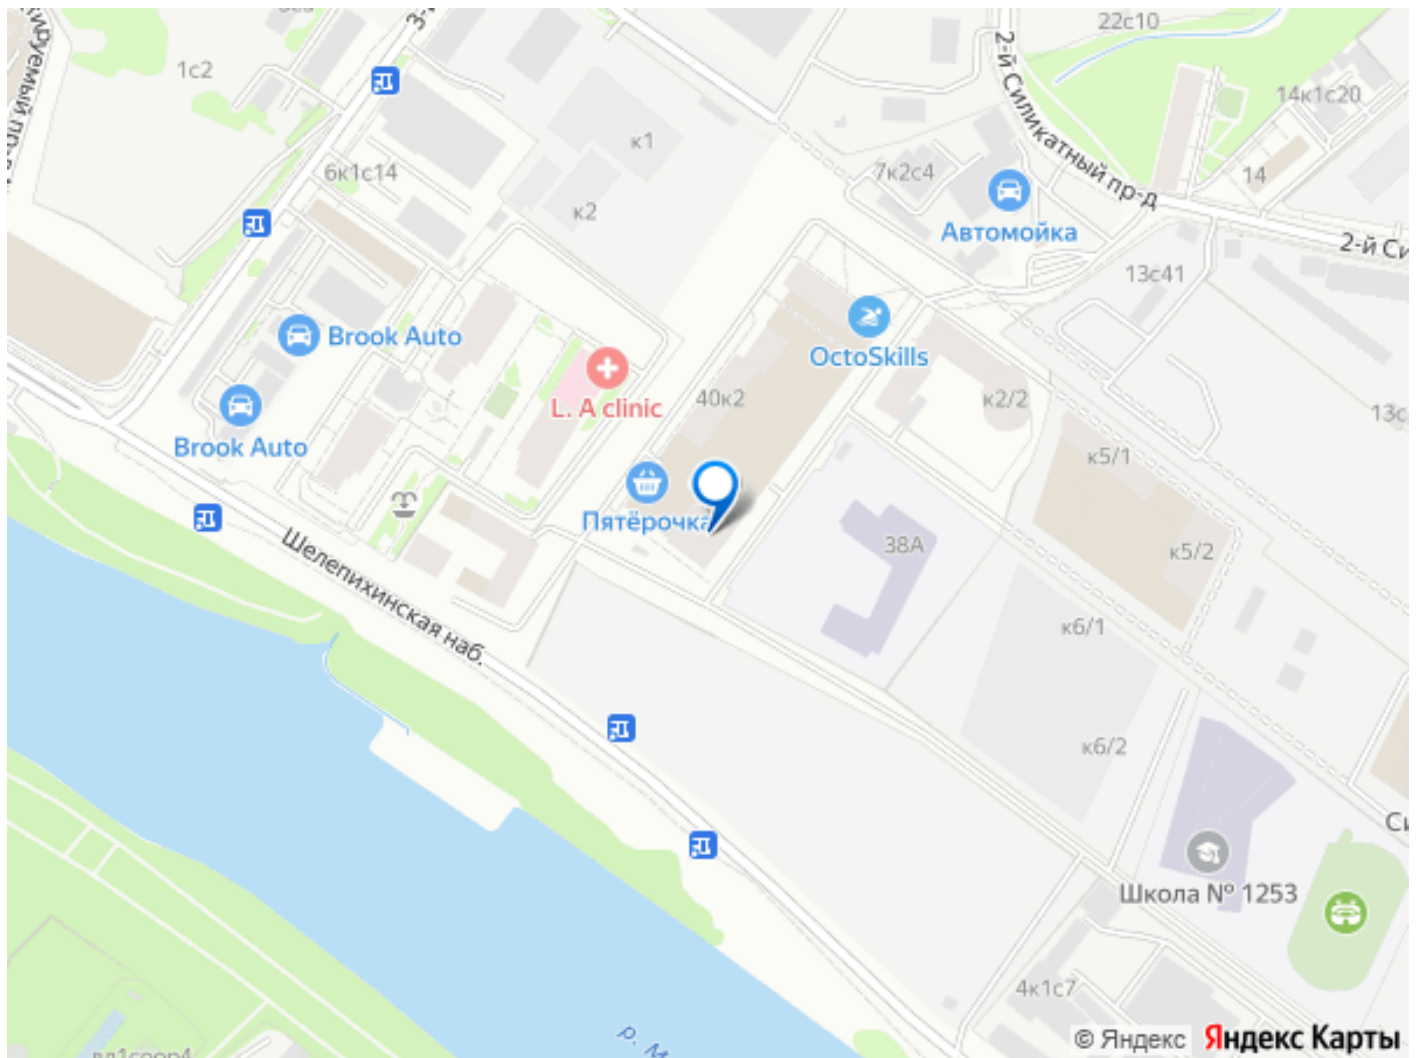 1с2
22с10
2-й Силикатный пр-д
14к1с20
к1
6к1с14
7к2с4
14
к2
Автомойка
2-й Си
13с41
Brook Auto
OctoSkills
L. A clinic
40к2
к2/2
13с
Brook Auto
к5/1
Пятёрочка
38А
к5/2
Шелепихинская наб.
к6/1
к6/2
Си
Школа № 1253
4к1с7
р. М
© Яндекс Яндекс Карты